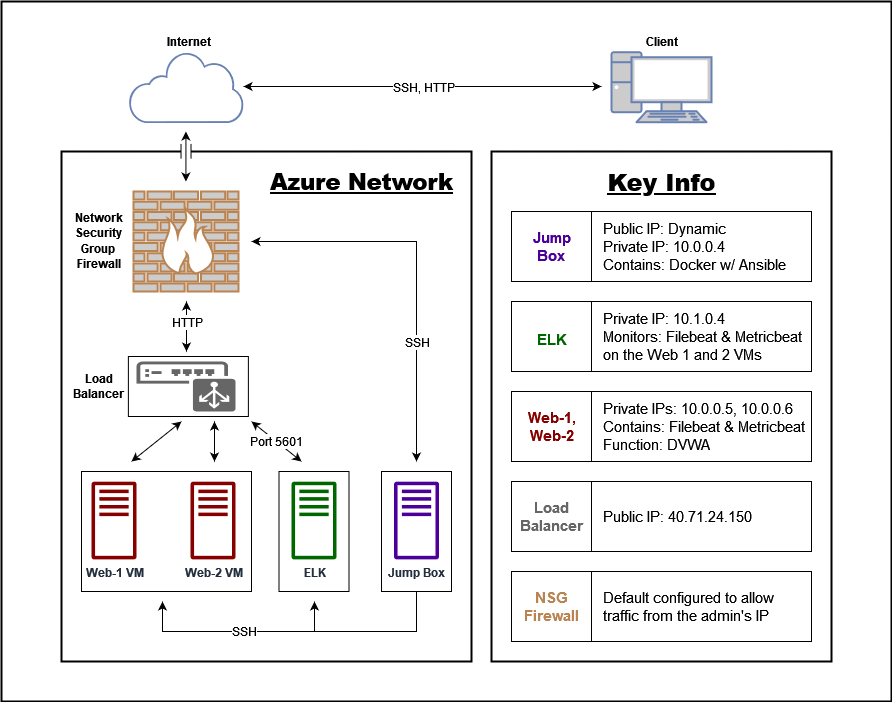 Internet
Client
SSH, HTTP
Azure Network
Network
Security
Group
Firewall
HTTP
SSH
Load
Balancer
Port 5601
Web-1 VM
Web-2 VM
ELK
Jump Box
SSH
Key Info
Jump
Box
Public IP: Dynamic
Private IP: 10.0.0.4
Contains: Docker w/ Ansible
ELK
Private IP: 10.1.0.4
Monitors: Filebeat & Metricbeat
on the Web 1 and 2 VMs
Web-1,
Web-2
Private IPs: 10.0.0.5, 10.0.0.6
Contains: Filebeat & Metricbeat
Function: DVWA
Load
Balancer
Public IP: 40.71.24.150
NSG
Firewall
Default configured to allow
traffic from the admin's IP